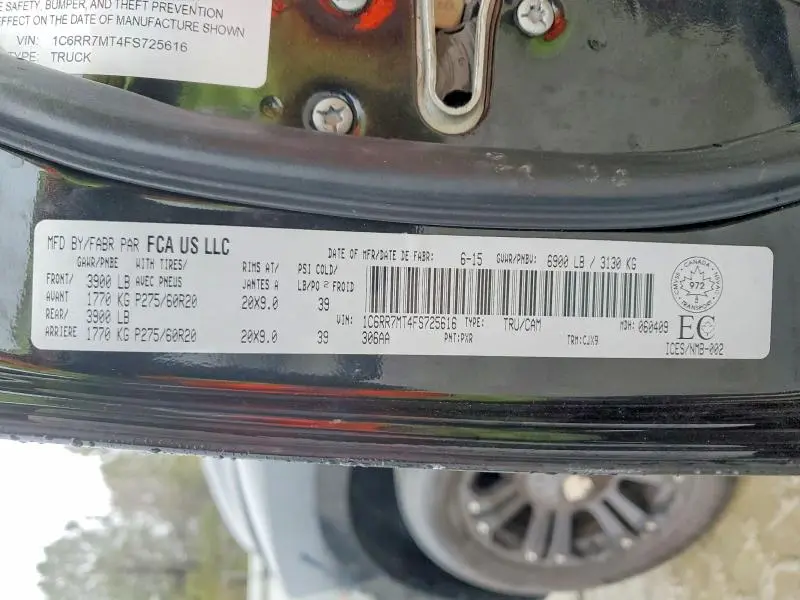 E SAFETY, BUMPER, AND THEFT PREVENTION
EFFECT ON THE DATE OF MANUFACTURE SHOWN
VIN: 1C6RR7MT4FS725616
TYPE: TRUCK
MFD BY/FABR PAR FCA US LLC
DATE OF MFR/DATE DE FABR: 6-15 GVWR/PNBV: 6900 LB / 3130 KG
GAWR/PNBE WITH TIRES/ RIMS AT/ PSI COLD/
FRONT/ 3900 LB AVEC PNEUS JANTES A LB/PO² FROID
AVANT 1770 KG P275/60R20 20X9.0 39
REAR/ 3900 LB
ARRIERE 1770 KG P275/60R20 20X9.0 39
VIN: 1C6RR7MT4FS725616 TYPE: TRU/CAM MDH: 060409
306AA PNT: PXR TRM: CJX9
CANADA
972
TRANSPORT
EC
ICES/NMB-002